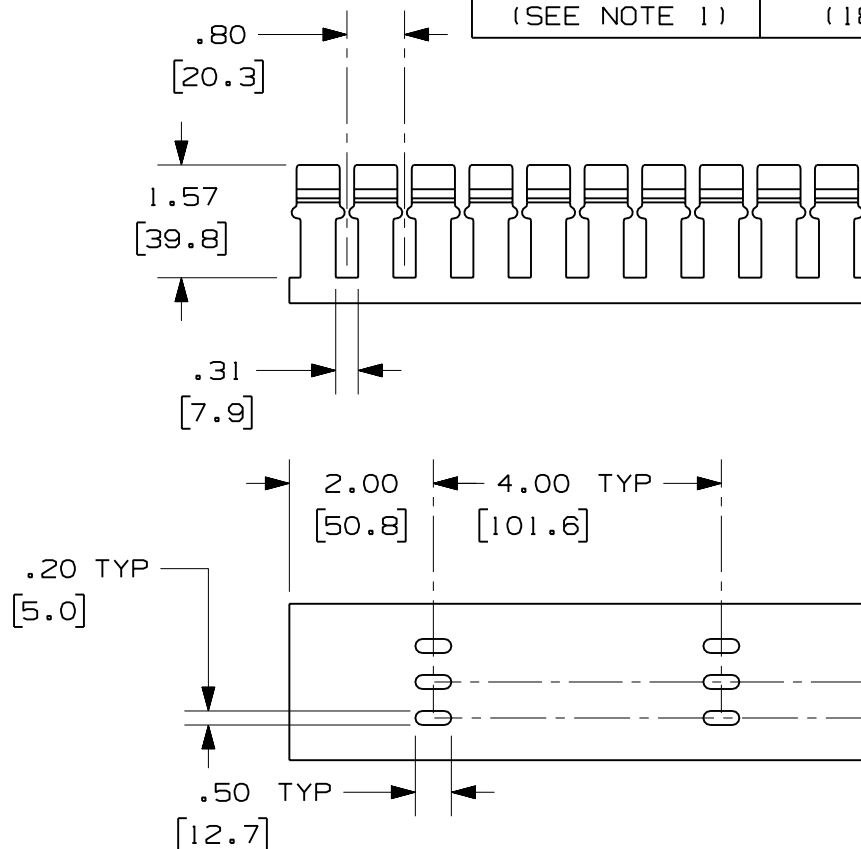 (SEE NOTE 1)
.80
[20.3]
1.57
[39.8]
.31
[7.9]
2.00 4.00 TYP
[50.8] [101.6]
.20 TYP
[5.0]
.50 TYP
[12.7]